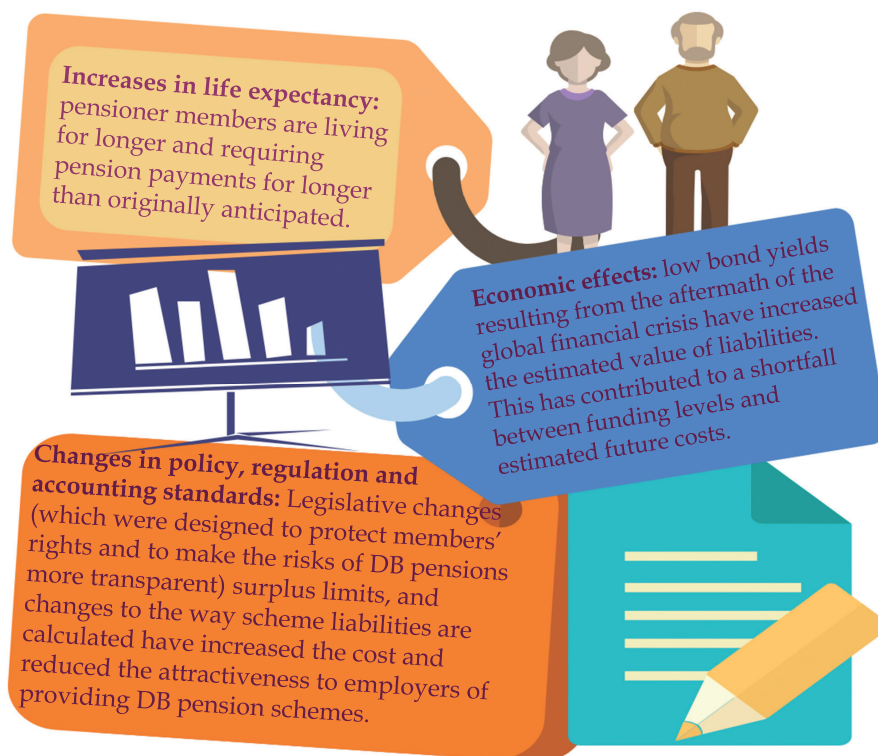 Increases in life expectancy:
pensioner members are living
for longer and requiring
pension payments for longer
than originally anticipated.
Economic effects: low bond yields
resulting from the aftermath of the
global financial crisis have increased
the estimated value of liabilities.
This has contributed to a shortfall
between funding levels and
estimated future costs.
Changes in policy, regulation and
accounting standards: Legislative changes
(which were designed to protect members’
rights and to make the risks of DB pensions
more transparent) surplus limits, and
changes to the way scheme liabilities are
calculated have increased the cost and
reduced the attractiveness to employers of
providing DB pension schemes.